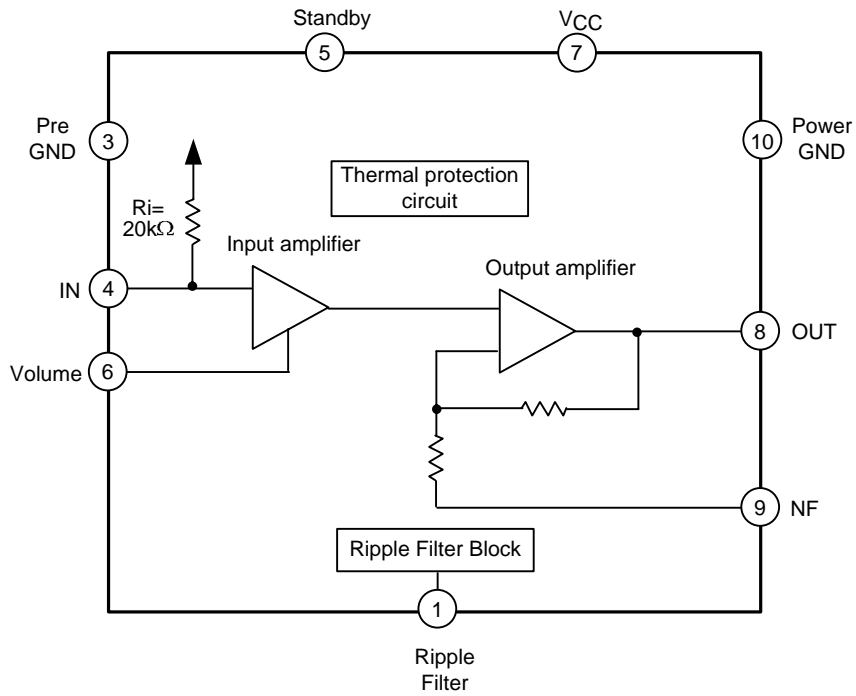 Standby
VCC
5
7
Pre
GND
3
10
Power
GND
Thermal protection
circuit
Ri=
20kΩ
Input amplifier
Output amplifier
IN
4
8
OUT
Volume
6
9
NF
Ripple Filter Block
1
Ripple
Filter